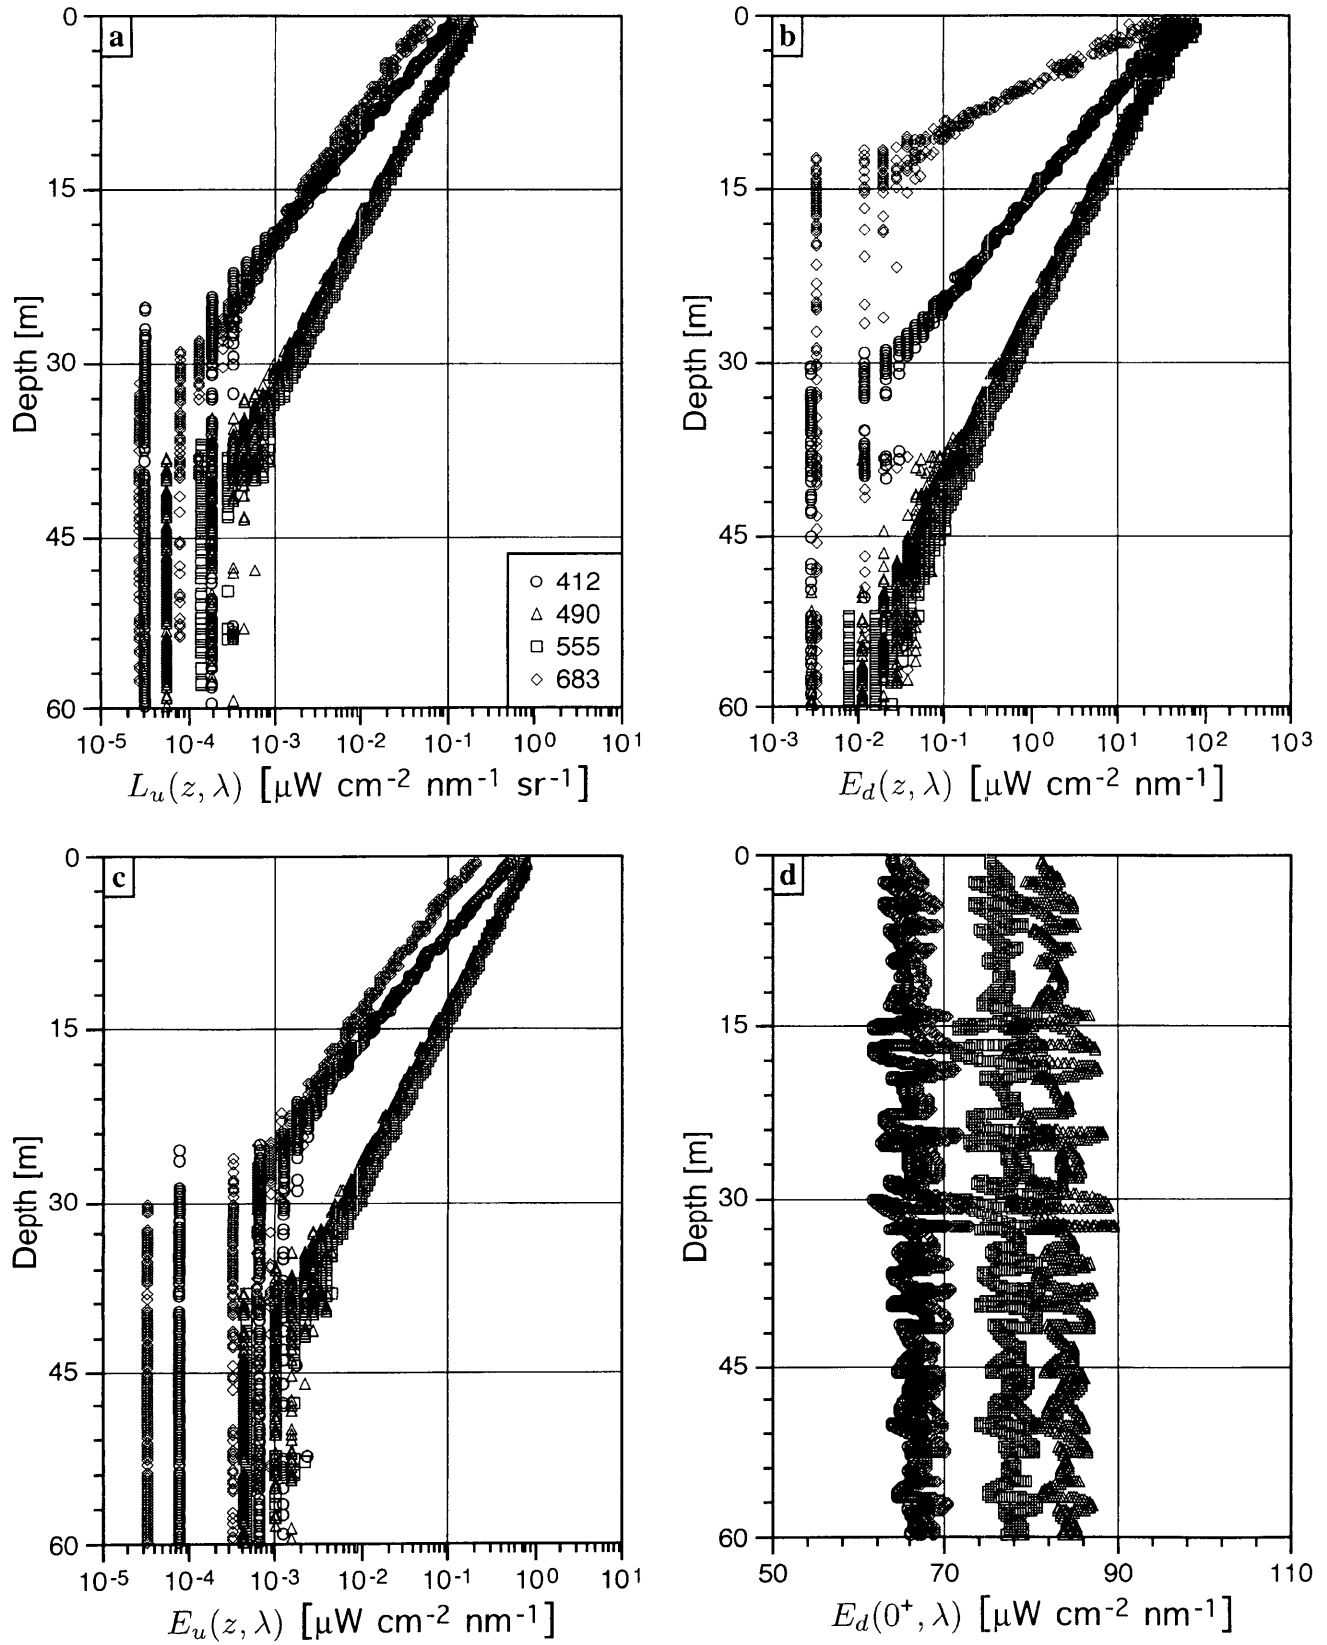 a
0
15
30
45
60
Depth [m]
○ 412
△ 490
□ 555
◇ 683
10-5 10-4 10-3 10-2 10-1 100 101
Lu(z, λ) [μW cm-2 nm-1 sr-1]
b
0
15
30
45
60
Depth [m]
10-3 10-2 10-1 100 101 102 103
Ed(z, λ) [μW cm-2 nm-1]
c
0
15
30
45
60
Depth [m]
10-5 10-4 10-3 10-2 10-1 100 101
Eu(z, λ) [μW cm-2 nm-1]
d
0
15
30
45
60
Depth [m]
50 70 90 110
Ed(0+, λ) [μW cm-2 nm-1]